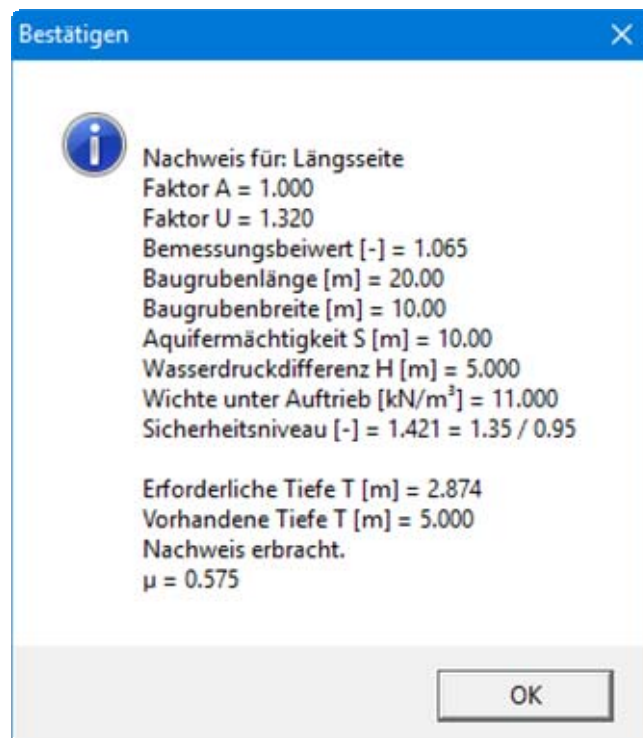 Bestätigen
Nachweis für: Längsseite
Faktor A = 1.000
Faktor U = 1.320
Bemessungsbeiwert [-] = 1.065
Baugrubenlänge [m] = 20.00
Baugrubenbreite [m] = 10.00
Aquifermächtigkeit S [m] = 10.00
Wasserdruckdifferenz H [m] = 5.000
Wichte unter Auftrieb [kN/m³] = 11.000
Sicherheitsniveau [-] = 1.421 = 1.35 / 0.95
Erforderliche Tiefe T [m] = 2.874
Vorhandene Tiefe T [m] = 5.000
Nachweis erbracht.
µ = 0.575
OK